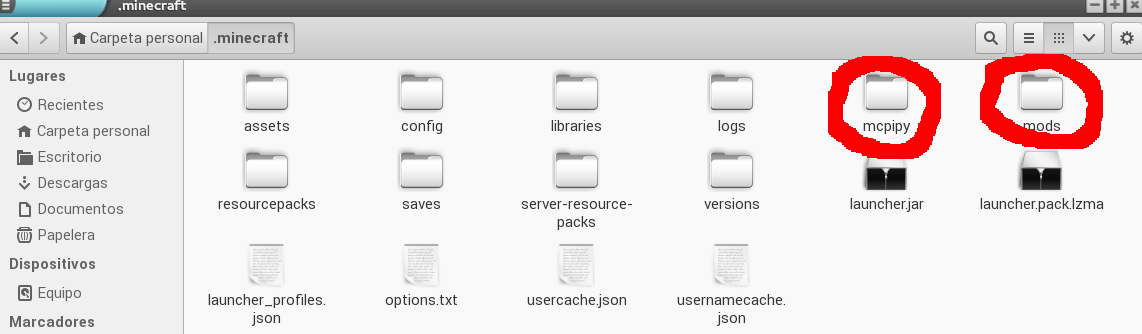 .minecraft
Carpeta personal
.minecraft
Lugares
Recientes
Carpeta personal
Escritorio
Descargas
Documentos
Papelera
Dispositivos
Equipo
Marcadores
assets
config
libraries
logs
mcpipy
mods
resourcepacks
saves
server-resource-
packs
versions
launcher.jar
launcher.pack.lzma
launcher_profiles.
json
options.txt
usercache.json
usernamecache.
json